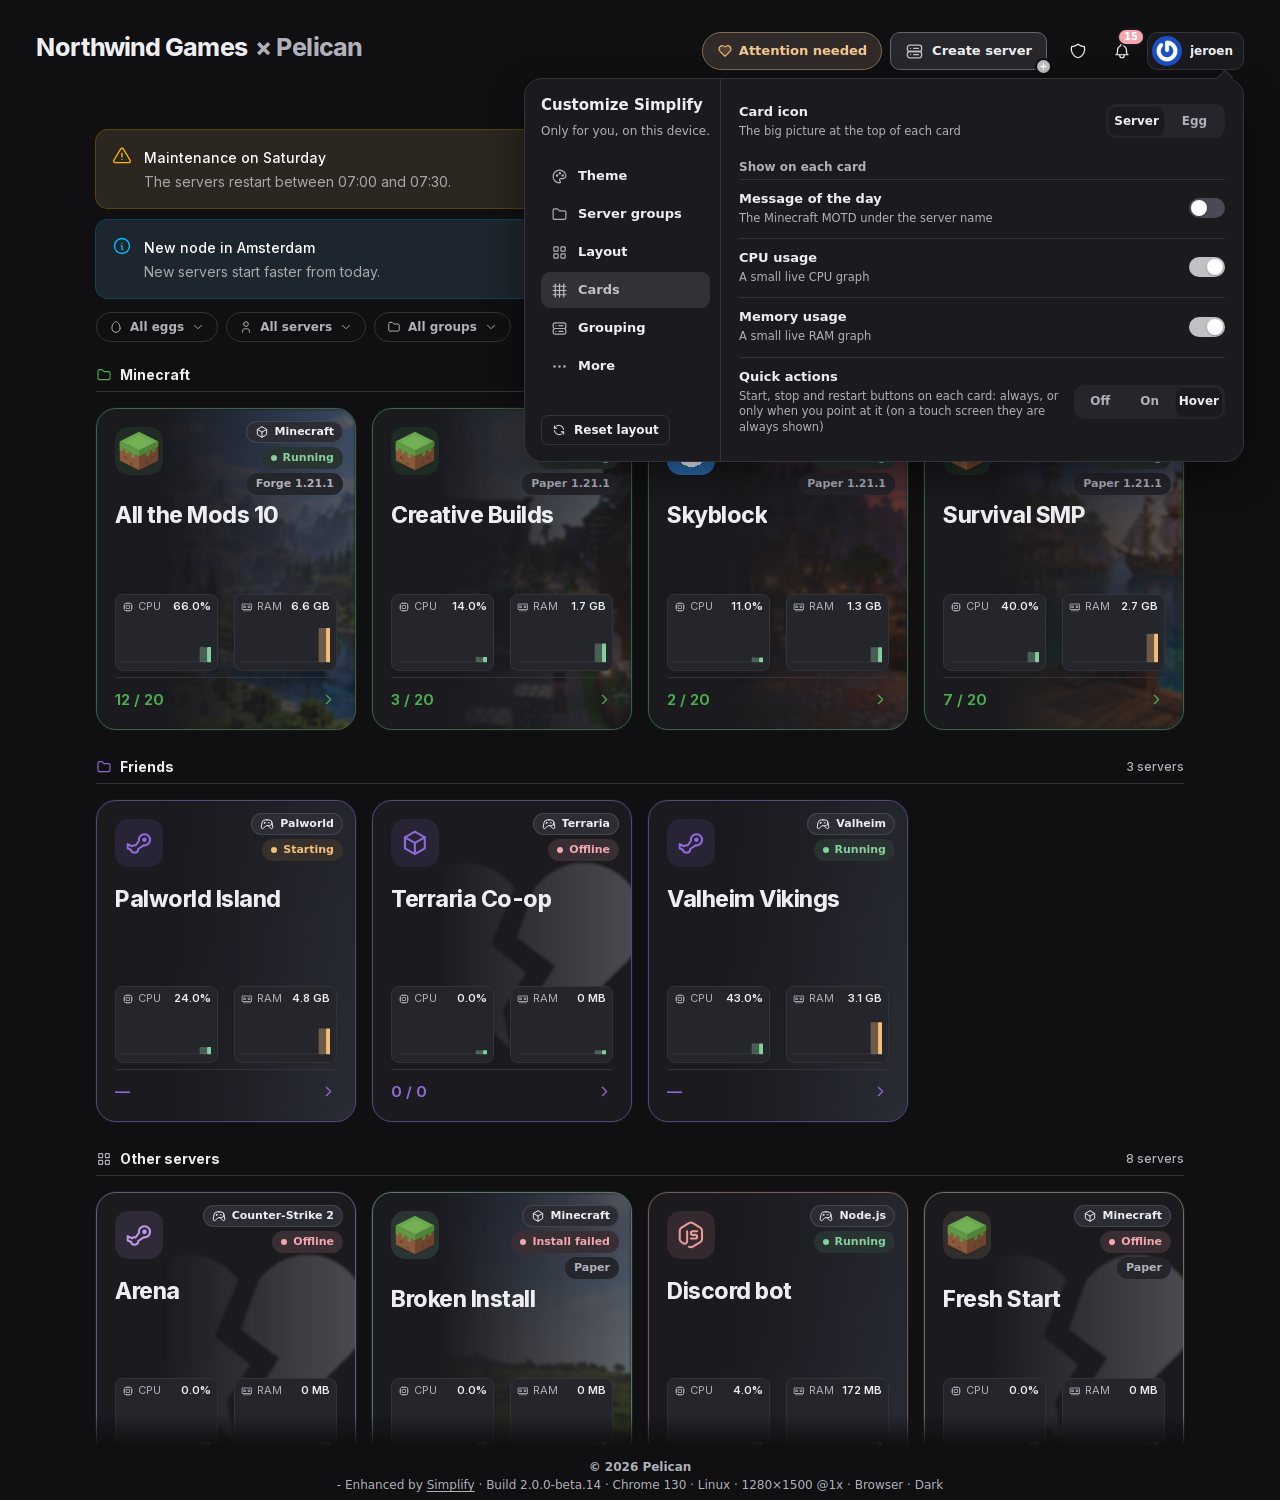 Northwind Games × Pelican
Attention needed
Create server
15
jeroen
Customize Simplify
Only for you, on this device.
Theme
Server groups
Layout
Cards
Grouping
More
Reset layout
Card icon
The big picture at the top of each card
Server
Egg
Show on each card
Message of the day
The Minecraft MOTD under the server name
CPU usage
A small live CPU graph
Memory usage
A small live RAM graph
Quick actions
Start, stop and restart buttons on each card: always, or
only when you point at it (on a touch screen they are
always shown)
Off
On
Hover
Maintenance on Saturday
The servers restart between 07:00 and 07:30.
New node in Amsterdam
New servers start faster from today.
All eggs
All servers
All groups
Minecraft
Minecraft
Running
Forge 1.21.1
All the Mods 10
CPU 66.0%
RAM 6.6 GB
12 / 20
Paper 1.21.1
Creative Builds
CPU 14.0%
RAM 1.7 GB
3 / 20
Paper 1.21.1
Skyblock
CPU 11.0%
RAM 1.3 GB
2 / 20
Paper 1.21.1
Survival SMP
CPU 40.0%
RAM 2.7 GB
7 / 20
Friends
3 servers
Palworld
Starting
Palworld Island
CPU 24.0%
RAM 4.8 GB
—
Terraria
Offline
Terraria Co-op
CPU 0.0%
RAM 0 MB
0 / 0
Valheim
Running
Valheim Vikings
CPU 43.0%
RAM 3.1 GB
—
Other servers
8 servers
Counter-Strike 2
Offline
Arena
CPU 0.0%
RAM 0 MB
Minecraft
Install failed
Paper
Broken Install
CPU 0.0%
RAM 0 MB
Node.js
Running
Discord bot
CPU 4.0%
RAM 172 MB
Minecraft
Offline
Paper
Fresh Start
CPU 0.0%
RAM 0 MB
© 2026 Pelican
- Enhanced by Simplify · Build 2.0.0-beta.14 · Chrome 130 · Linux · 1280×1500 @1x · Browser · Dark